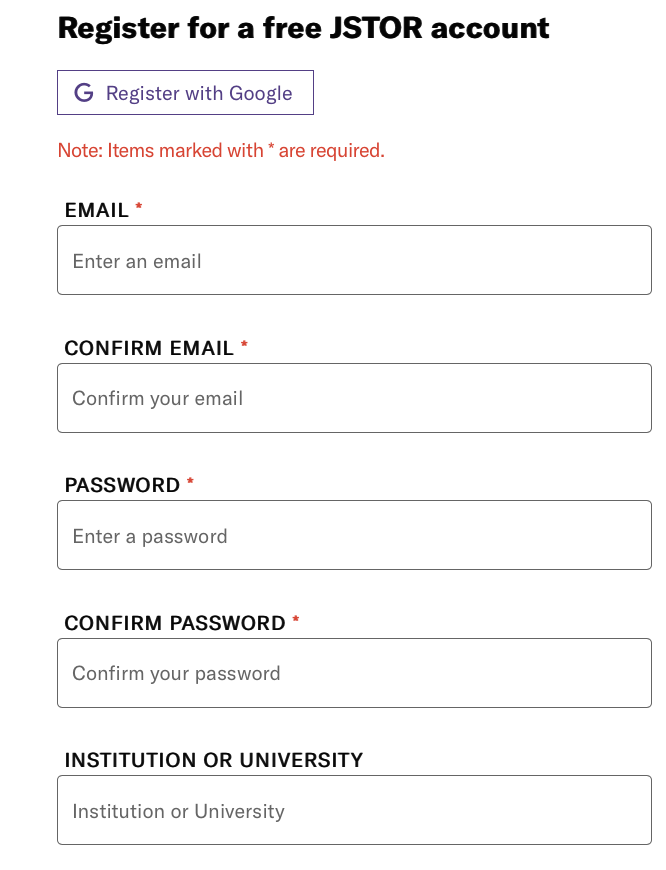 Register for a free JSTOR account
Register with Google
Note: Items marked with * are required.
EMAIL *
Enter an email
CONFIRM EMAIL *
Confirm your email
PASSWORD *
Enter a password
CONFIRM PASSWORD *
Confirm your password
INSTITUTION OR UNIVERSITY
Institution or University